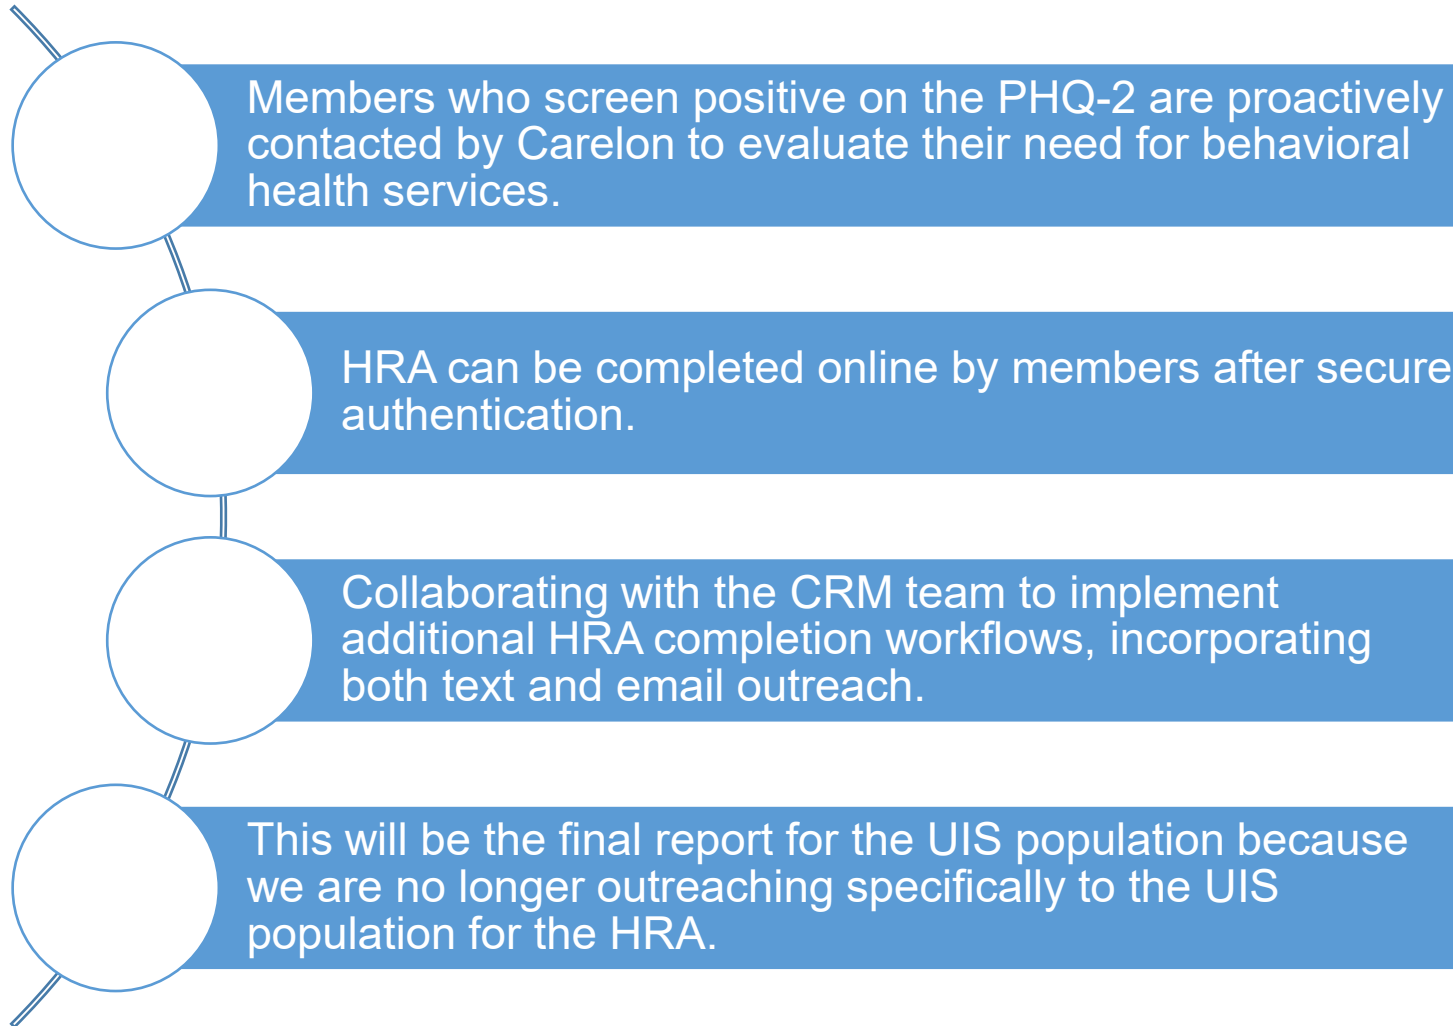 Members who screen positive on the PHQ-2 are proactively
contacted by Carelon to evaluate their need for behavioral
health services.
HRA can be completed online by members after secure
authentication.
Collaborating with the CRM team to implement
additional HRA completion workflows, incorporating
both text and email outreach.
This will be the final report for the UIS population because
we are no longer outreaching specifically to the UIS
population for the HRA.